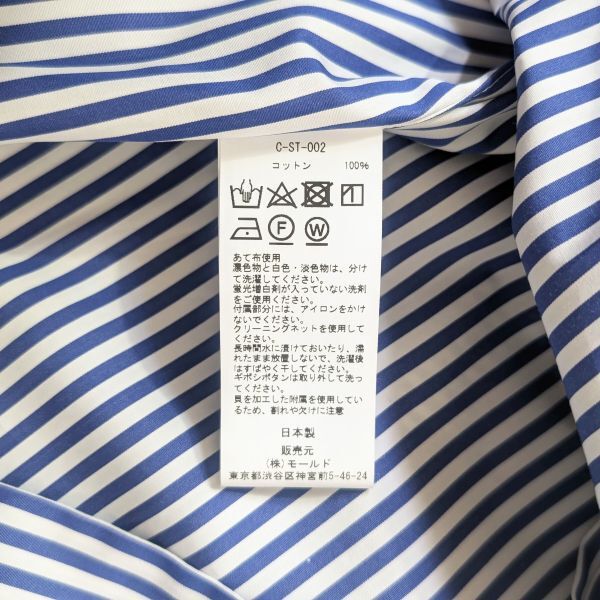 C-ST-002
コットン 100%
F W
あて布使用
濃色物と白色・淡色物は、分け
て洗濯してください。
蛍光増白剤が入っていない洗剤
をご使用ください。
付属部分には、アイロンをかけ
ないでください。
クリーニングネットを使用して
ください。
長時間水に漬けておいたり、濡
れたまま放置しないで、洗濯後
はすばやく干してください。
ギボシボタンは取り外して洗っ
てください。
貝を加工した付属を使用してい
るため、割れや欠けに注意
日本製
販売元
(株)モールド
東京都渋谷区神宮前5-46-24